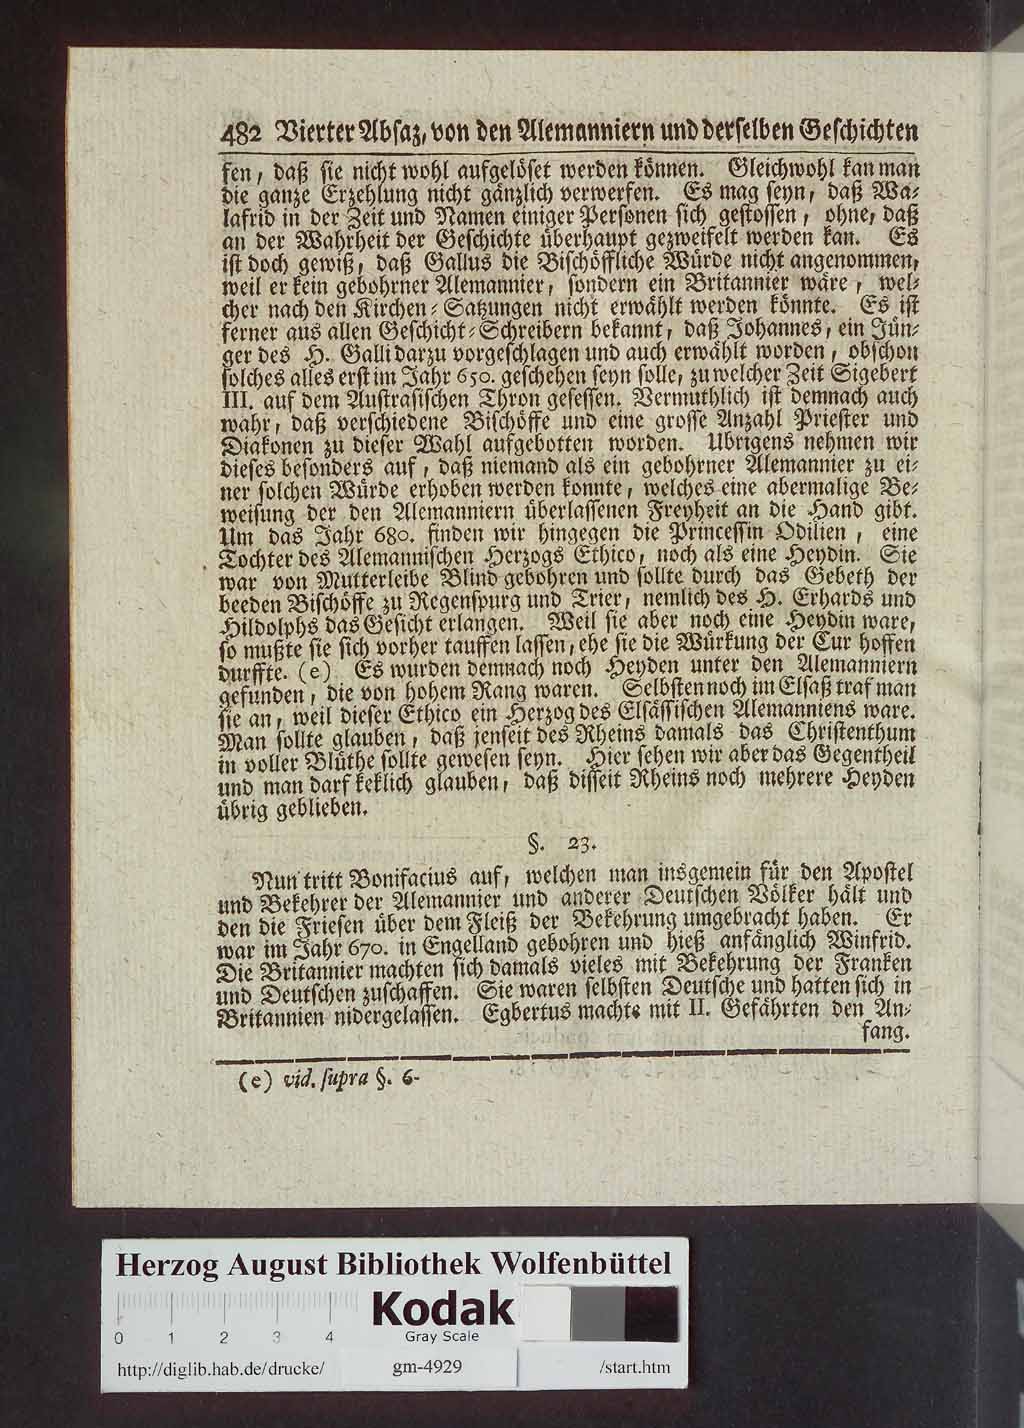 482 Vierter Absaz, von den Alemanniern und derselben Geschichten
fen, daß sie nicht wohl aufgelöset werden können. Gleichwohl kan man
die ganze Erzehlung nicht gänzlich verwerfen. Es mag seyn, daß Wa-
lafrid in der Zeit und Namen einiger Personen sich gestossen, ohne, daß
an der Wahrheit der Geschichte überhaupt gezweifelt werden kan. Es
ist doch gewiß, daß Gallus die Bischöffliche Würde nicht angenommen,
weil er kein gebohrner Alemannier, sondern ein Britannier wäre, wel-
cher nach den Kirchen-Satzungen nicht erwählt werden könnte. Es ist
ferner aus allen Geschicht-Schreibern bekannt, daß Johannes, ein Jün-
ger des H. Galli darzu vorgeschlagen und auch erwählt worden, obschon
solches alles erst im Jahr 650. geschehen seyn solle, zu welcher Zeit Sigebert
III. auf dem Austrasischen Thron gesessen. Vermuthlich ist demnach auch
wahr, daß verschiedene Bischöffe und eine grosse Anzahl Priester und
Diakonen zu dieser Wahl aufgebotten worden. Ubrigens nehmen wir
dieses besonders auf, daß niemand als ein gebohrner Alemannier zu ei-
ner solchen Würde erhoben werden konnte, welches eine abermalige Be-
weisung der den Alemanniern überlassenen Freyheit an die Hand gibt.
Um das Jahr 680. finden wir hingegen die Princessin Odilien, eine
Tochter des Alemannischen Herzogs Ethico, noch als eine Heydin. Sie
war von Mutterleibe Blind gebohren und sollte durch das Gebeth der
beeden Bischöffe zu Regenspurg und Trier, nemlich des H. Erhards und
Hildolphs das Gesicht erlangen. Weil sie aber noch eine Heydin ware,
so mußte sie sich vorher tauffen lassen, ehe sie die Würkung der Cur hoffen
durffte. (e) Es wurden demnach noch Heyden unter den Alemanniern
gefunden, die von hohem Rang waren. Selbsten noch im Elsaß traf man
sie an, weil dieser Ethico ein Herzog des Elsässischen Alemanniens ware.
Man sollte glauben, daß jenseit des Rheins damals das Christenthum
in voller Blüthe sollte gewesen seyn. Hier sehen wir aber das Gegentheil
und man darf keklich glauben, daß disseit Rheins noch mehrere Heyden
übrig geblieben.
§. 23.
Nun tritt Bonifacius auf, welchen man insgemein für den Apostel
und Bekehrer der Alemannier und anderer Deutschen Völker hält und
den die Friesen über dem Fleiß der Bekehrung umgebracht haben. Er
war im Jahr 670. in Engelland gebohren und hieß anfänglich Winfrid.
Die Britannier machten sich damals vieles mit Bekehrung der Franken
und Deutschen zuschaffen. Sie waren selbsten Deutsche und hatten sich in
Britannien nidergelassen. Egbertus machte mit II. Gefährten den An-
fang.
(e) vid. supra §. 6.
Herzog August Bibliothek Wolfenbüttel
Kodak
Gray Scale
0 1 2 3 4
http://diglib.hab.de/drucke/ gm-4929 /start.htm